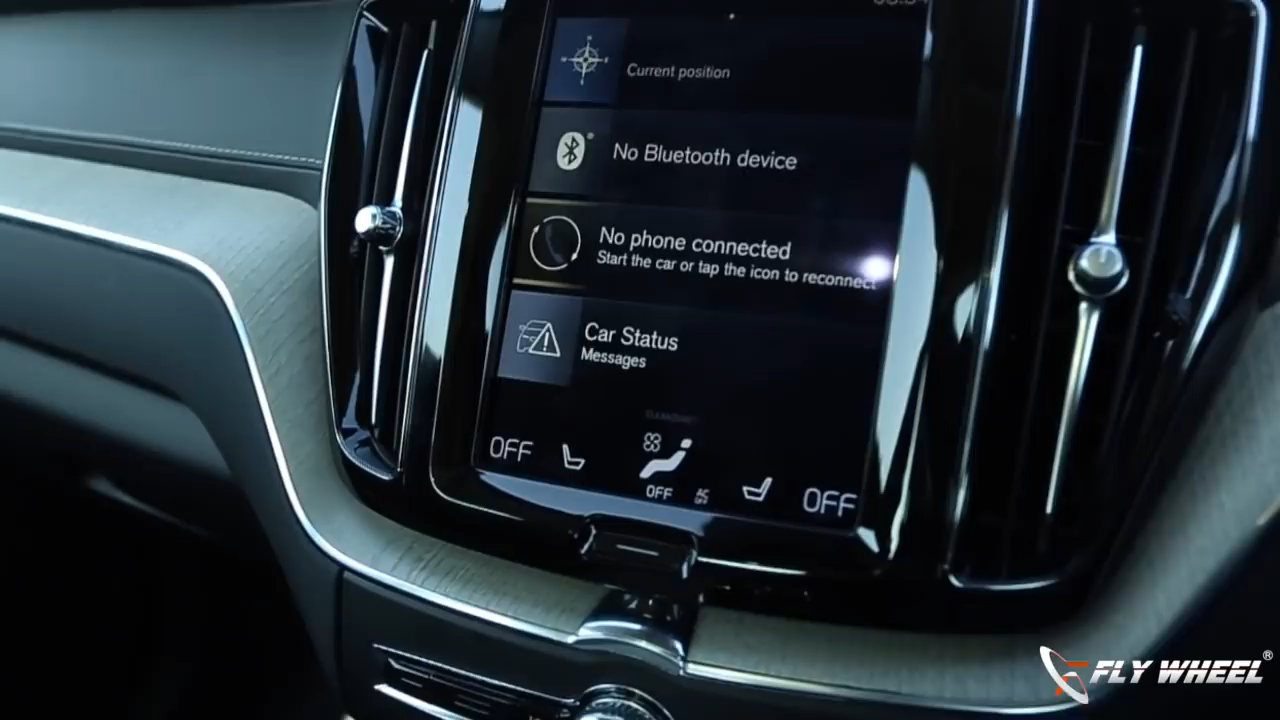 Current position
No Bluetooth device
No phone connected
Start the car or tap the icon to reconnect
Car Status
Messages
OFF
OFF
OFF
FLY WHEEL®